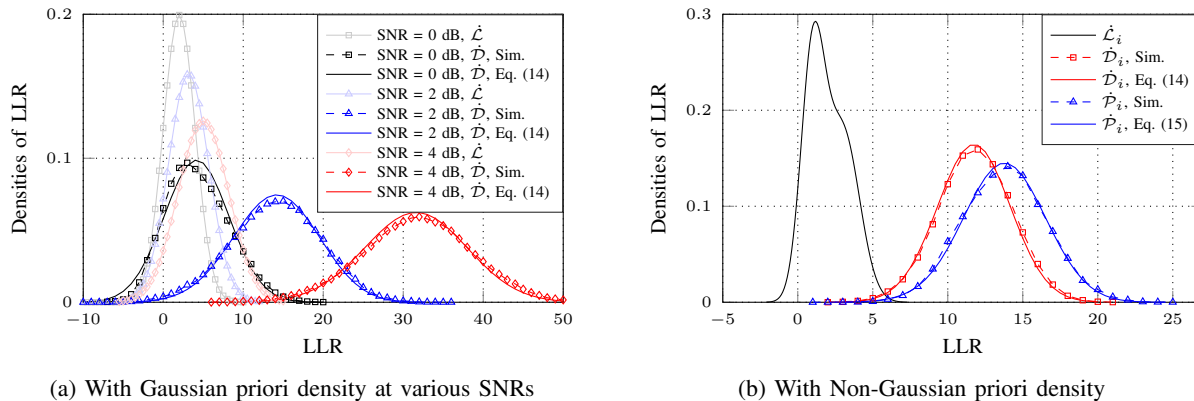 0.2
0.1
0
Densities of LLR
−10
0
10
20
30
40
50
LLR
SNR = 0 dB, L̇
SNR = 0 dB, Ḋ, Sim.
SNR = 0 dB, Ḋ, Eq. (14)
SNR = 2 dB, L̇
SNR = 2 dB, Ḋ, Sim.
SNR = 2 dB, Ḋ, Eq. (14)
SNR = 4 dB, L̇
SNR = 4 dB, Ḋ, Sim.
SNR = 4 dB, Ḋ, Eq. (14)
(a) With Gaussian priori density at various SNRs
0.3
0.2
0.1
0
Densities of LLR
−5
0
5
10
15
20
25
LLR
L̇ᵢ
Ḋᵢ, Sim.
Ḋᵢ, Eq. (14)
Ṗᵢ, Sim.
Ṗᵢ, Eq. (15)
(b) With Non-Gaussian priori density